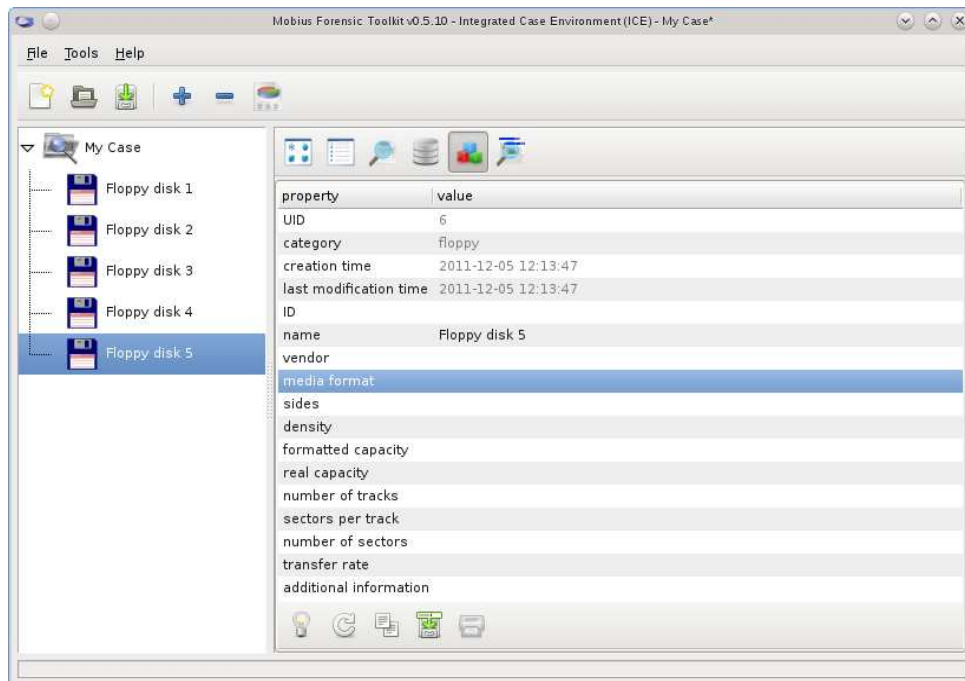 Mobius Forensic Toolkit v0.5.10 - Integrated Case Environment (ICE) - My Case*
File Tools Help
My Case
Floppy disk 1
Floppy disk 2
Floppy disk 3
Floppy disk 4
Floppy disk 5
property value
UID 6
category floppy
creation time 2011-12-05 12:13:47
last modification time 2011-12-05 12:13:47
ID
name Floppy disk 5
vendor
media format
sides
density
formatted capacity
real capacity
number of tracks
sectors per track
number of sectors
transfer rate
additional information